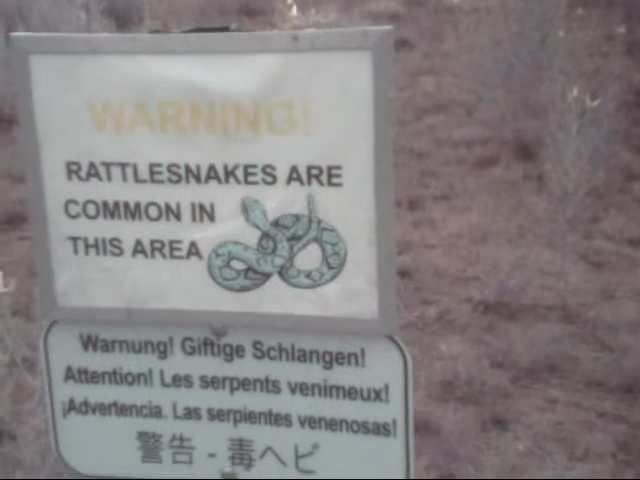 WARNING!
RATTLESNAKES ARE
COMMON IN
THIS AREA
Warnung! Giftige Schlangen!
Attention! Les serpents venimeux!
¡Advertencia. Las serpientes venenosas!
警告 - 毒ヘビ